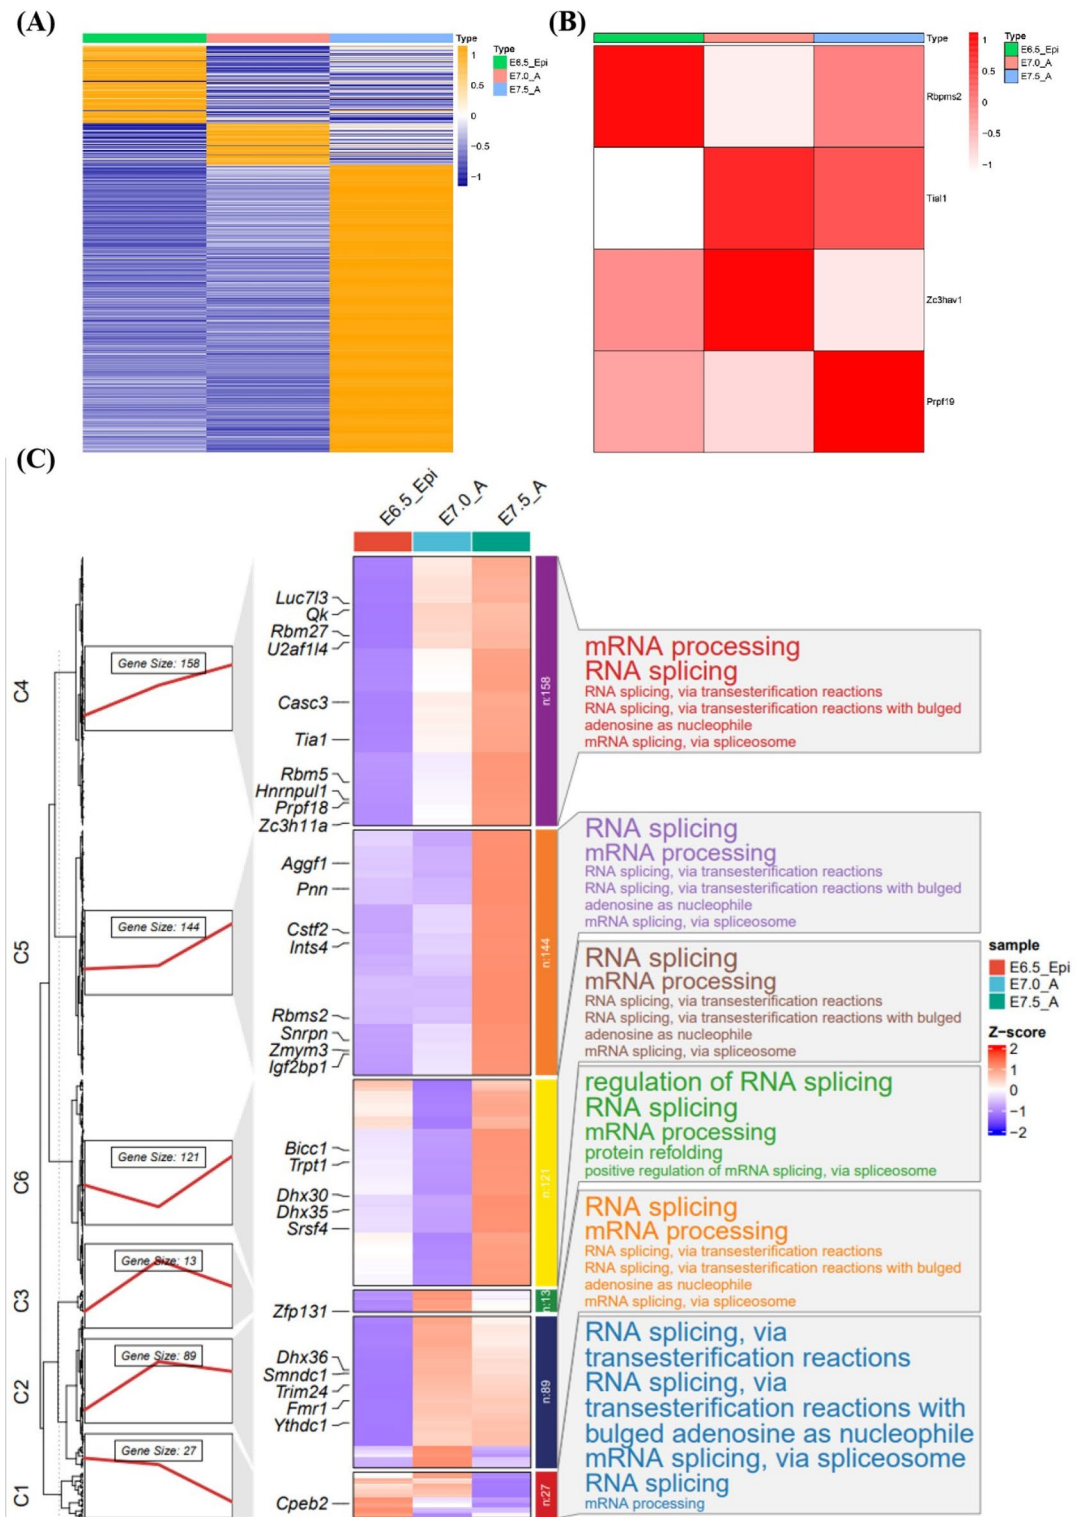 (A)
Type
Type
E6.5_Epi
E7.0_A
E7.5_A
1
0.5
0
−0.5
−1
(B)
Type
Type
E6.5_Epi
E7.0_A
E7.5_A
1
0.5
0
−0.5
−1
Rbpms2
Tial1
Zc3hav1
Prpf19
(C)
E6.5_Epi
E7.0_A
E7.5_A
C4
Gene Size: 158
Luc7l3
Qk
Rbm27
U2af1l4
Casc3
Tia1
Rbm5
Hnrnpul1
Prpf18
Zc3h11a
n:158
mRNA processing
RNA splicing
RNA splicing, via transesterification reactions
RNA splicing, via transesterification reactions with bulged
adenosine as nucleophile
mRNA splicing, via spliceosome
C5
Gene Size: 144
Aggf1
Pnn
Cstf2
Ints4
Rbms2
Snrpn
Zmym3
Igf2bp1
n:144
RNA splicing
mRNA processing
RNA splicing, via transesterification reactions
RNA splicing, via transesterification reactions with bulged
adenosine as nucleophile
mRNA splicing, via spliceosome
C6
Gene Size: 121
Bicc1
Trpt1
Dhx30
Dhx35
Srsf4
n:121
RNA splicing
mRNA processing
RNA splicing, via transesterification reactions
RNA splicing, via transesterification reactions with bulged
adenosine as nucleophile
mRNA splicing, via spliceosome
C3
Gene Size: 13
Zfp131
n:13
regulation of RNA splicing
RNA splicing
mRNA processing
protein refolding
positive regulation of mRNA splicing, via spliceosome
C2
Gene Size: 89
Dhx36
Smndc1
Trim24
Fmr1
Ythdc1
n:89
RNA splicing
mRNA processing
RNA splicing, via transesterification reactions
RNA splicing, via transesterification reactions with bulged
adenosine as nucleophile
mRNA splicing, via spliceosome
C1
Gene Size: 27
Cpeb2
n:27
RNA splicing, via
transesterification reactions
RNA splicing, via
transesterification reactions with
bulged adenosine as nucleophile
mRNA splicing, via spliceosome
RNA splicing
mRNA processing
sample
E6.5_Epi
E7.0_A
E7.5_A
Z−score
2
1
0
−1
−2